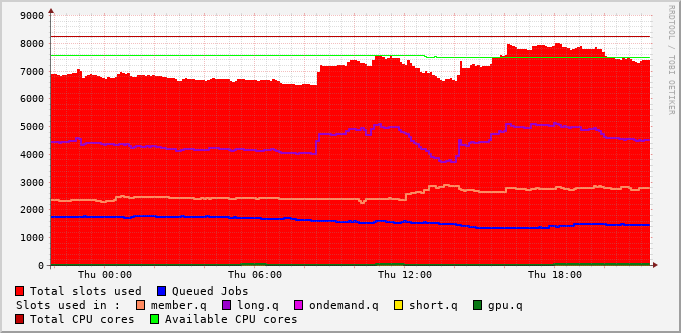 9000
8000
7000
6000
5000
4000
3000
2000
1000
0
Thu 00:00 Thu 06:00 Thu 12:00 Thu 18:00
RRDTOOL / TOBI OETIKER
Total slots used Queued Jobs
Slots used in : member.q long.q ondemand.q short.q gpu.q
Total CPU cores Available CPU cores